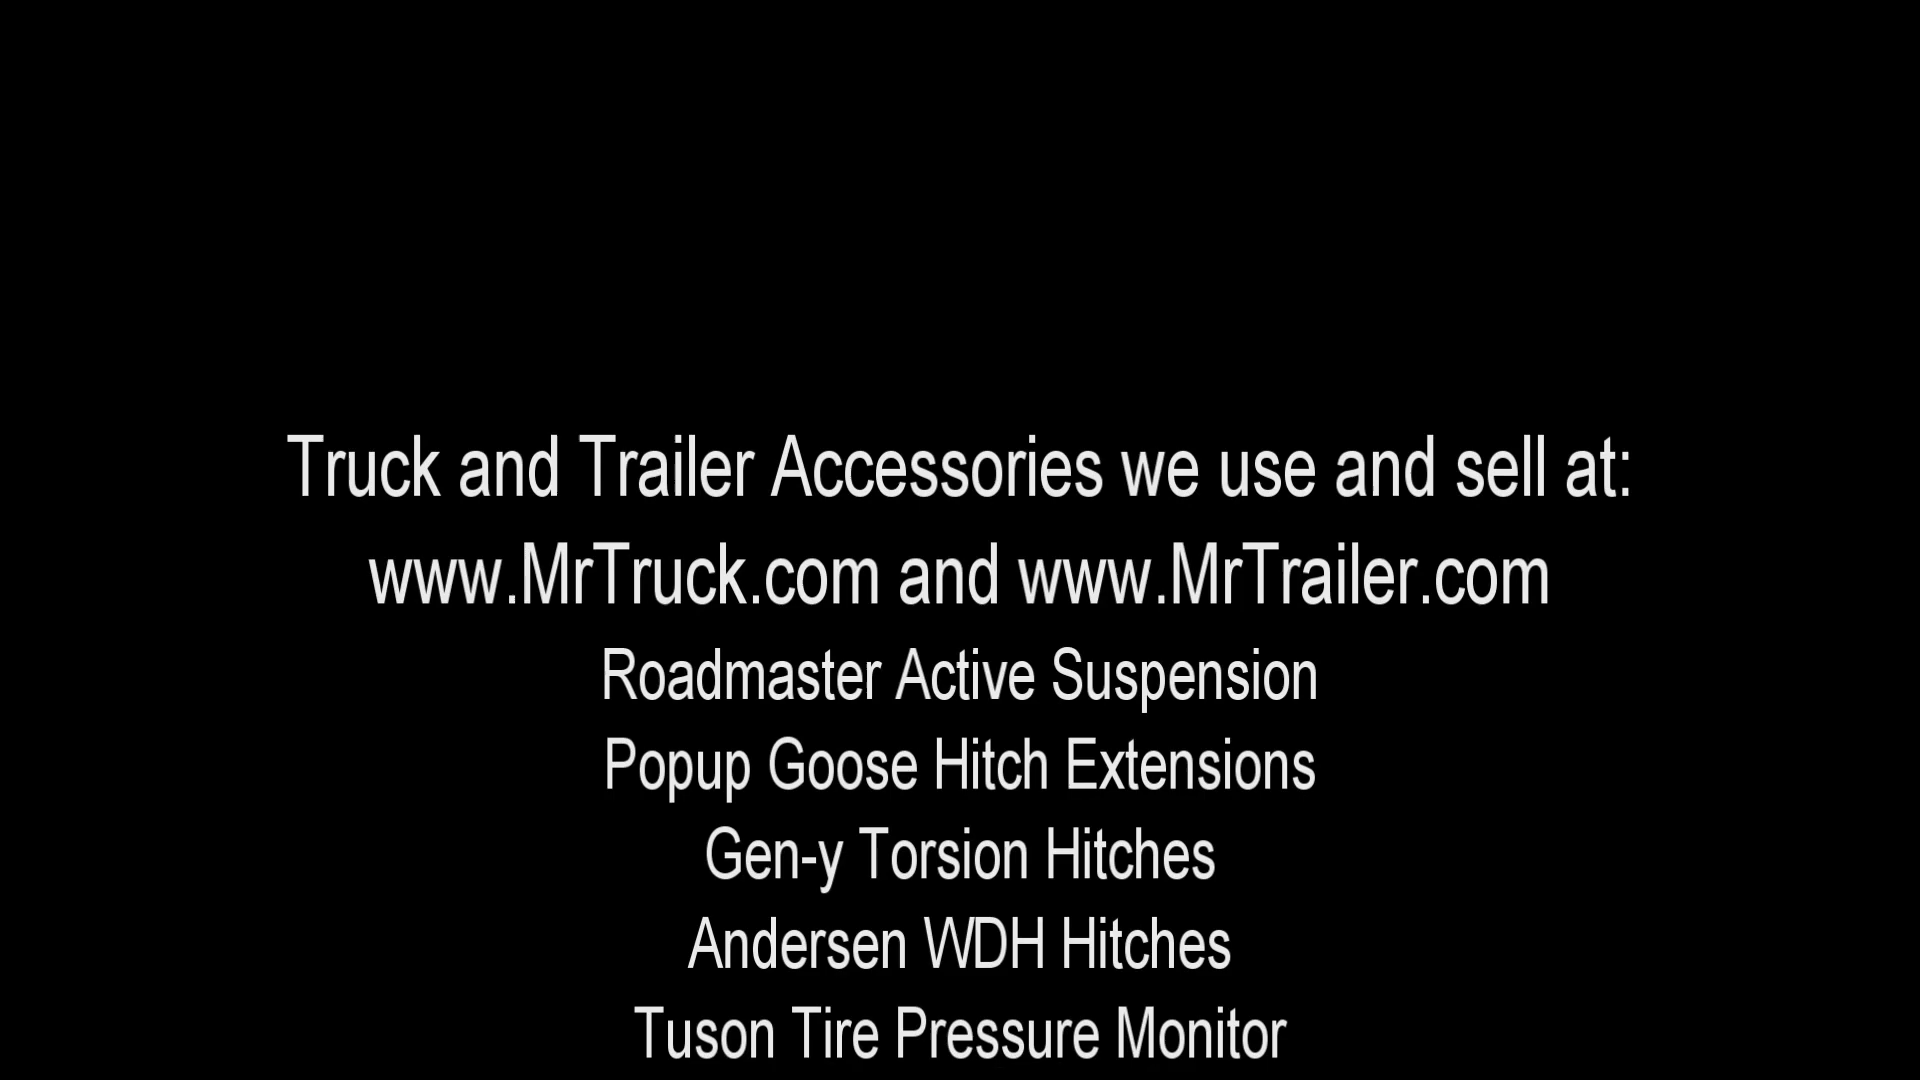 Truck and Trailer Accessories we use and sell at:
www.MrTruck.com and www.MrTrailer.com
Roadmaster Active Suspension
Popup Goose Hitch Extensions
Gen-y Torsion Hitches
Andersen WDH Hitches
Tuson Tire Pressure Monitor